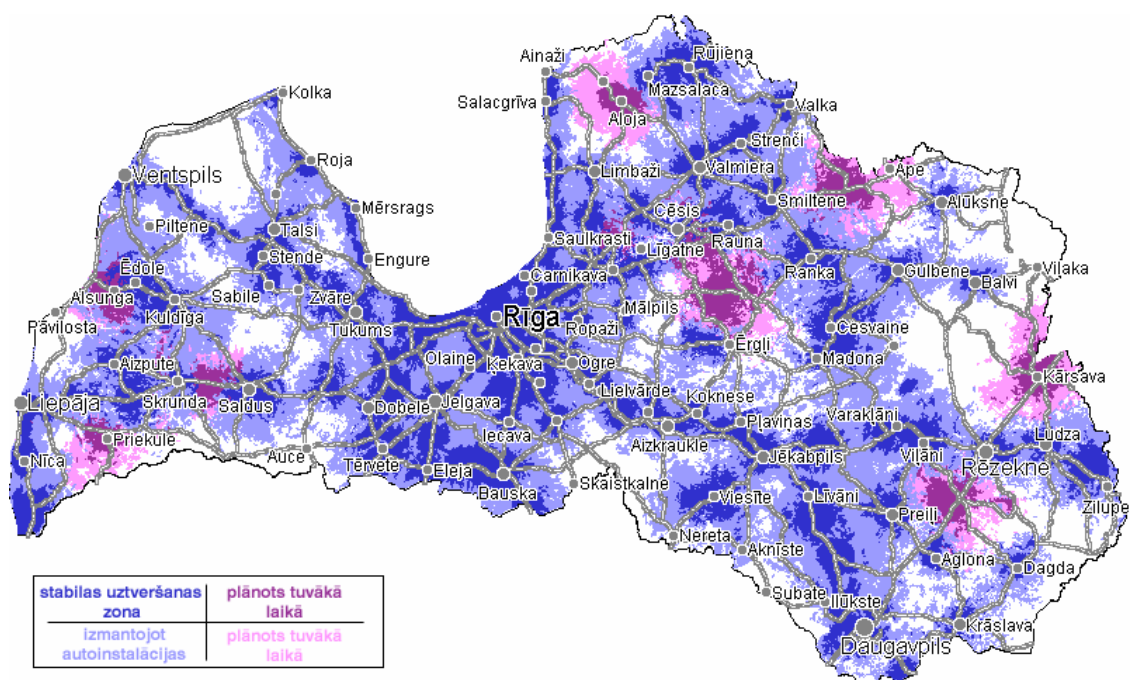 Ainaži
Rūjiena
Mazsalaca
Kolka
Salacgrīva
Aloja
Valka
Strenči
Roja
Limbaži
Valmiera
Ape
Ventspils
Smiltene
Alūksne
Mērsrags
Piltene
Talsi
Cēsis
Rauna
Saulkrasti
Līgatne
Stende
Engure
Ranka
Gulbene
Viļaka
Ēdole
Carnikava
Balvi
Alsunga
Sabile
Zvāre
Mālpils
Pāvilosta
Kuldīga
Tukums
Rīga
Ropaži
Cesvaine
Ērgļi
Olaine
Ķekava
Ogre
Madona
Aizpute
Kārsava
Lielvārde
Liepāja
Skrunda
Saldus
Dobele
Jelgava
Koknese
Varakļāni
Pļaviņas
Priekule
Iecava
Aizkraukle
Ludza
Auce
Nīca
Tērvete
Eleja
Jēkabpils
Viļāni
Rēzekne
Bauska
Skaistkalne
Viesīte
Līvāni
Zilupe
Preiļi
Nereta
Aknīste
Aglona
Dagda
Subate
Ilūkste
Krāslava
Daugavpils
stabilas uztveršanas
zona
plānots tuvākā
laikā
izmantojot
autoinstalācijas
plānots tuvākā
laikā